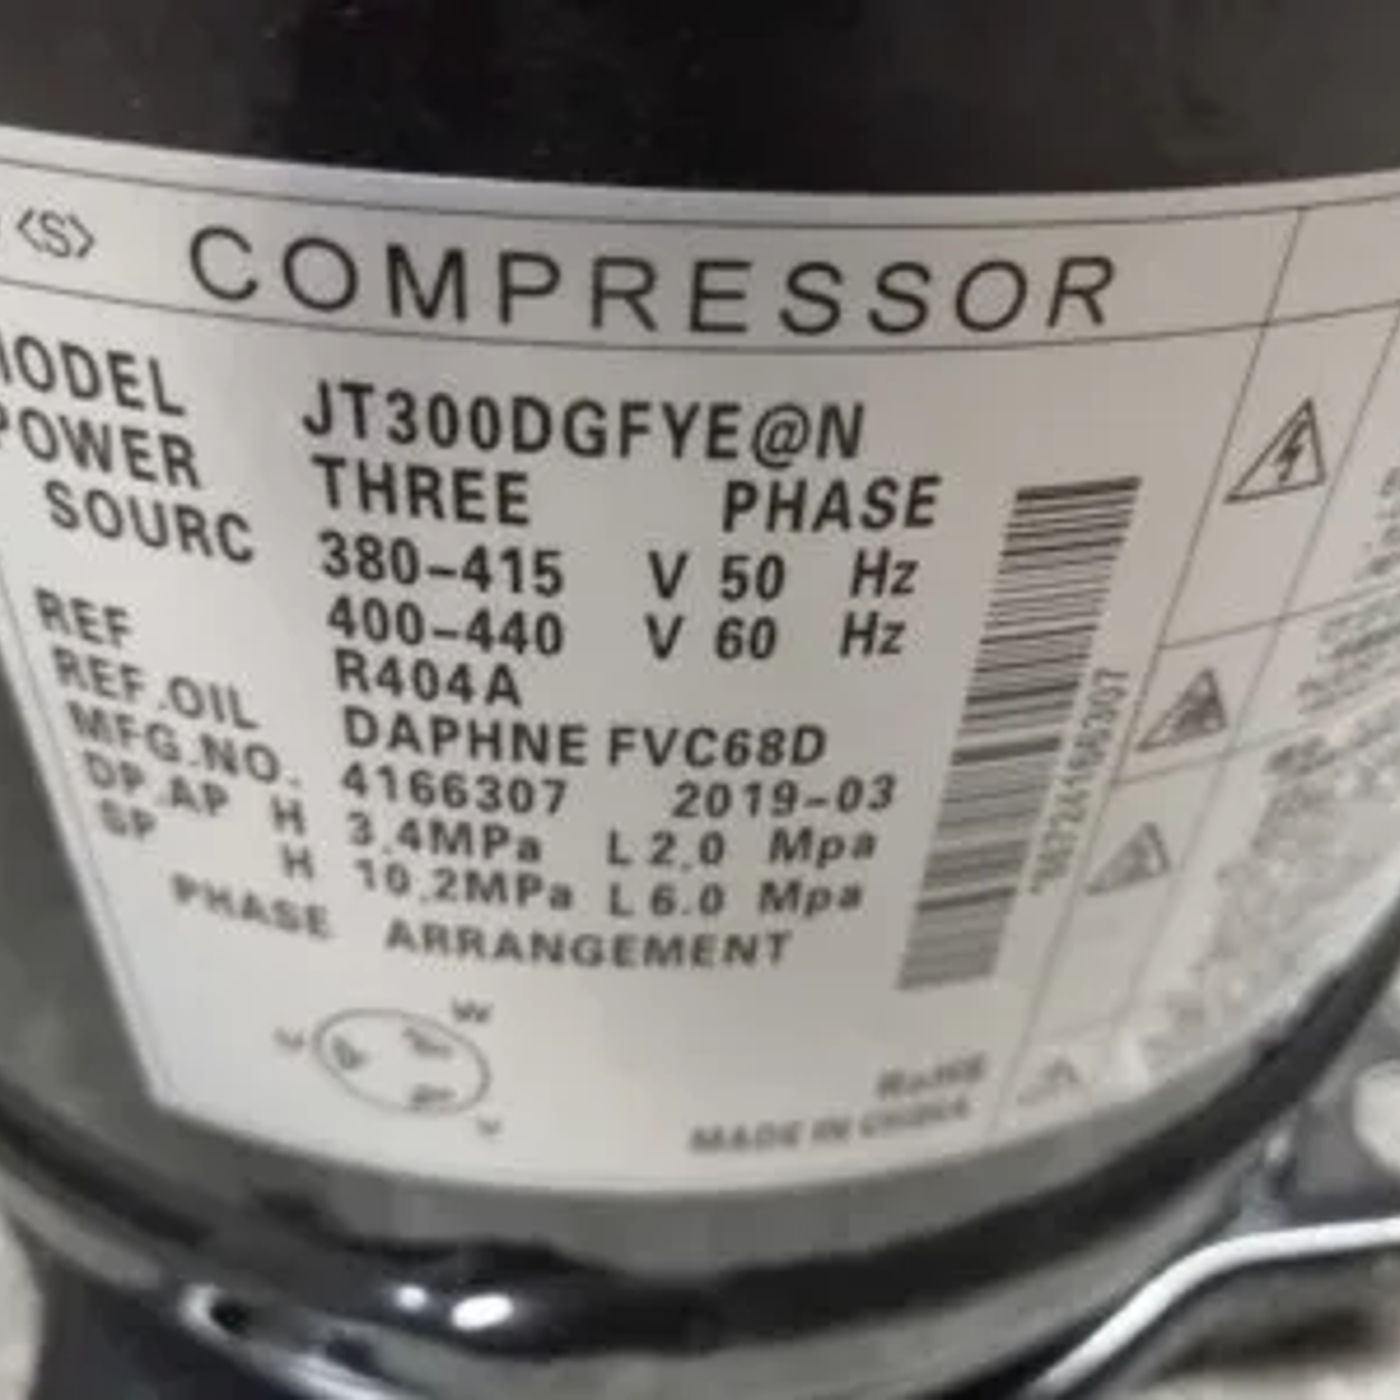 <S> COMPRESSOR
MODEL JT300DGFYE@N
POWER THREE PHASE
SOURC 380-415 V 50 Hz
400-440 V 60 Hz
REF R404A
REF.OIL DAPHNE FVC68D
MFG.NO. 4166307 2019-03
DP.AP H 3.4MPa L 2.0 Mpa
SP H 10.2MPa L 6.0 Mpa
PHASE ARRANGEMENT
W
U
V
RoHS
MADE IN CHINA